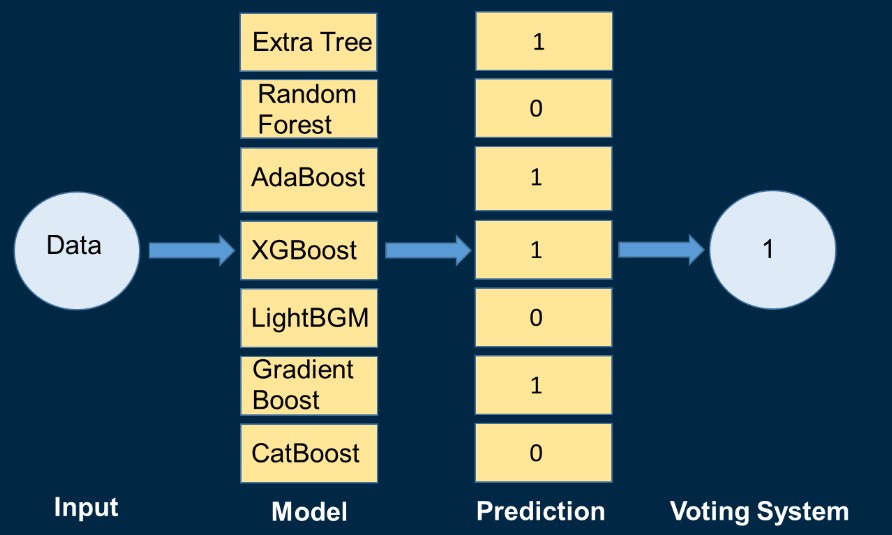 Extra Tree
1
Random
Forest
0
AdaBoost
1
Data
XGBoost
1
1
LightBGM
0
Gradient
Boost
1
CatBoost
0
Input
Model
Prediction
Voting System